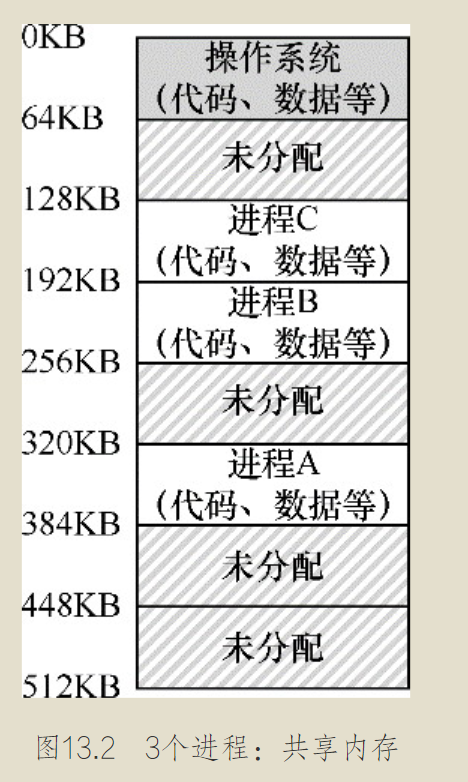 0KB
操作系统
(代码、数据等)
64KB
未分配
128KB
进程C
(代码、数据等)
192KB
进程B
(代码、数据等)
256KB
未分配
320KB
进程A
(代码、数据等)
384KB
未分配
448KB
未分配
512KB
图13.2 3个进程：共享内存